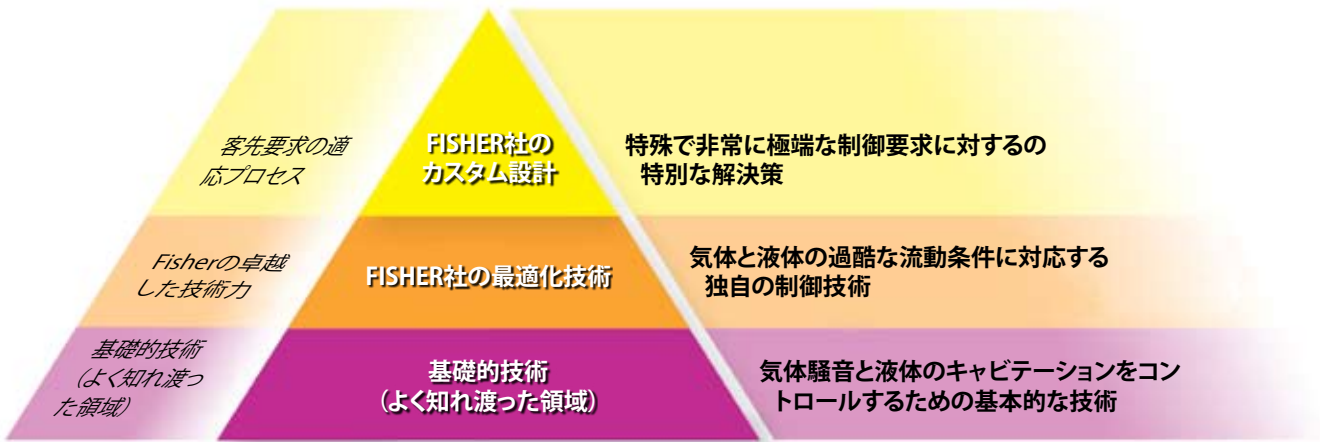 客先要求の適
応プロセス
FISHER社の
カスタム設計
特殊で非常に極端な制御要求に対するの
特別な解決策
Fisherの卓越
した技術力
FISHER社の最適化技術
気体と液体の過酷な流動条件に対応する
独自の制御技術
基礎的技術
（よく知れ渡っ
た領域）
基礎的技術
（よく知れ渡った領域）
気体騒音と液体のキャビテーションをコン
トロールするための基本的な技術